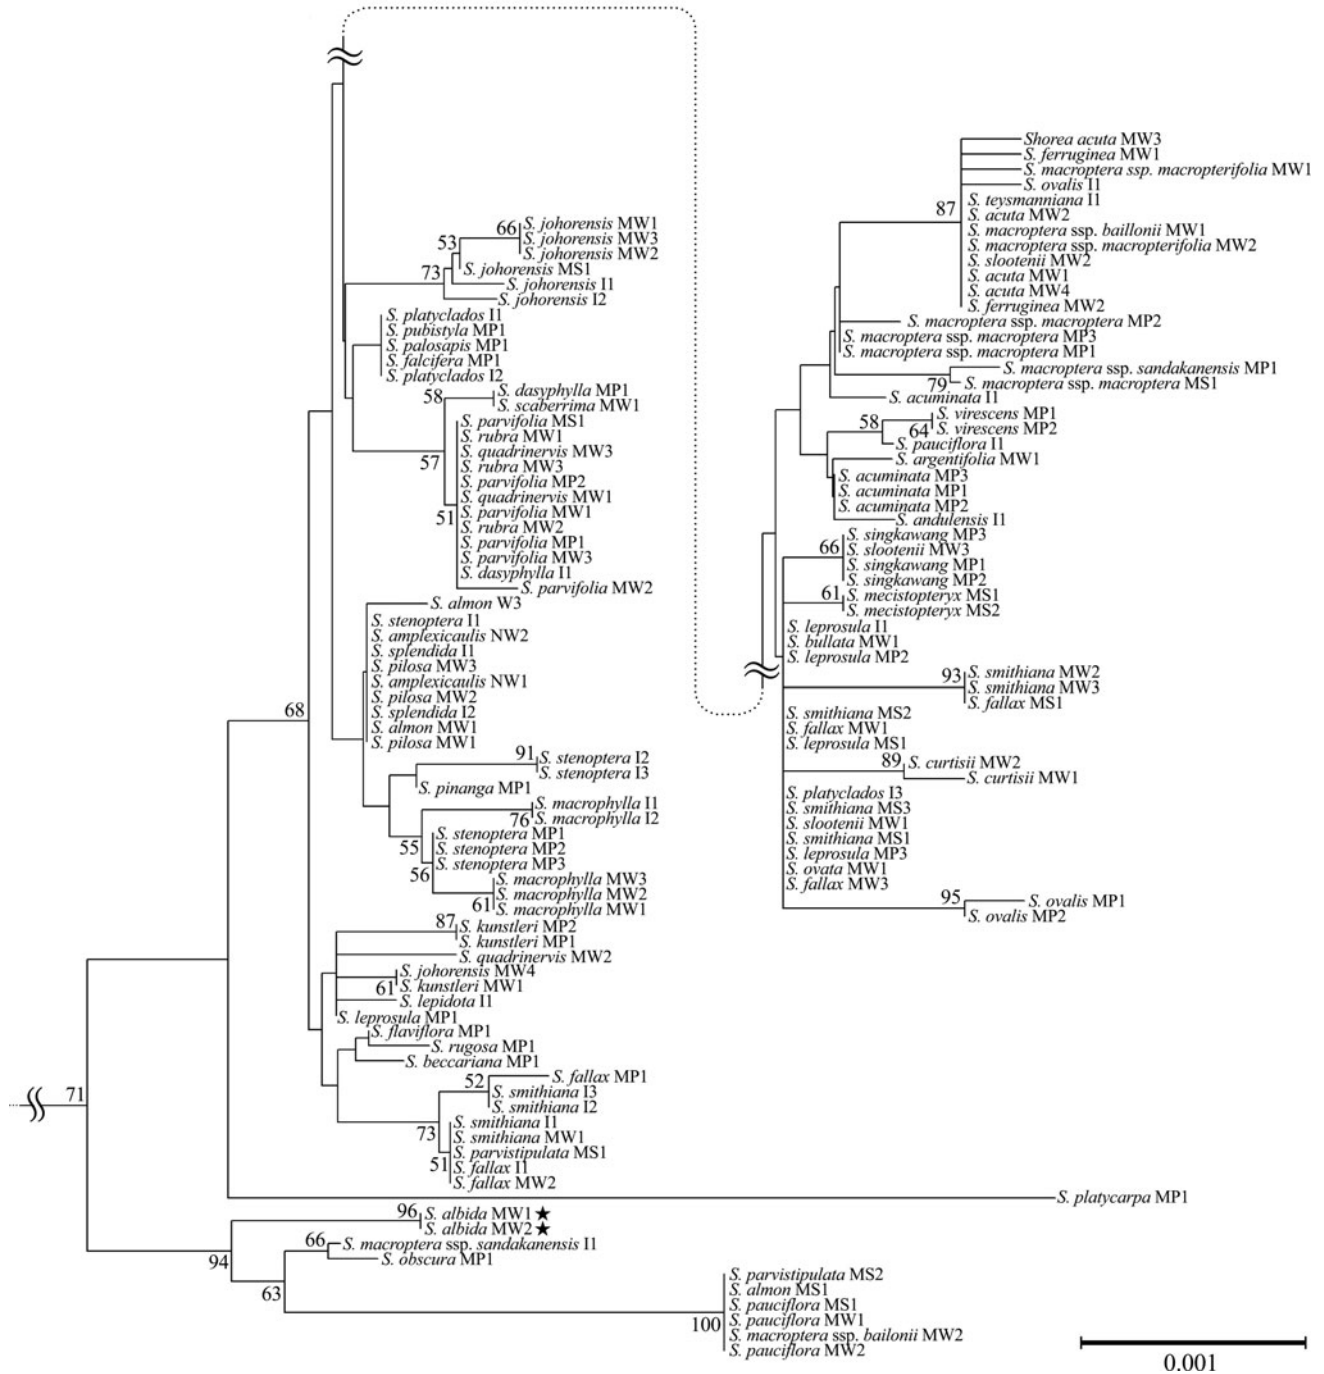 66
S. johorensis MW1
S. johorensis MW3
53
S. johorensis MW2
S. johorensis MS1
73
S. johorensis I1
S. johorensis I2
S. platyclados I1
S. pubistyla MP1
S. palosapis MP1
S. falcifera MP1
S. platyclados I2
58
S. dasyphylla MP1
S. scaberrima MW1
S. parvifolia MS1
S. rubra MW1
S. quadrinervis MW3
57
S. rubra MW3
S. parvifolia MP2
S. quadrinervis MW1
S. parvifolia MW1
51
S. rubra MW2
S. parvifolia MP1
S. parvifolia MW3
S. dasyphylla I1
S. parvifolia MW2
S. almon W3
S. stenoptera I1
S. amplexicaulis NW2
S. splendida I1
S. pilosa MW3
S. amplexicaulis NW1
S. pilosa MW2
68
S. splendida I2
S. almon MW1
S. pilosa MW1
91
S. stenoptera I2
S. stenoptera I3
S. pinanga MP1
S. macrophylla I1
76
S. macrophylla I2
S. stenoptera MP1
55
S. stenoptera MP2
S. stenoptera MP3
56
S. macrophylla MW3
S. macrophylla MW2
61
S. macrophylla MW1
87
S. kunstleri MP2
S. kunstleri MP1
S. quadrinervis MW2
S. johorensis MW4
61
S. kunstleri MW1
S. lepidota I1
S. leprosula MP1
S. flaviflora MP1
S. rugosa MP1
S. beccariana MP1
52
S. fallax MP1
S. smithiana I3
S. smithiana I2
71
S. smithiana I1
73
S. smithiana MW1
S. parvistipulata MS1
51
S. fallax I1
S. fallax MW2
S. platycarpa MP1
96
S. albida MW1★
S. albida MW2★
66
S. macroptera ssp. sandakanensis I1
94
S. obscura MP1
63
S. parvistipulata MS2
S. almon MS1
S. pauciflora MS1
100
S. pauciflora MW1
S. macroptera ssp. bailonii MW2
S. pauciflora MW2
Shorea acuta MW3
S. ferruginea MW1
S. macroptera ssp. macropterifolia MW1
S. ovalis I1
87
S. teysmanniana I1
S. acuta MW2
S. macroptera ssp. baillonii MW1
S. macroptera ssp. macropterifolia MW2
S. slootenii MW2
S. acuta MW1
S. acuta MW4
S. ferruginea MW2
S. macroptera ssp. macroptera MP2
S. macroptera ssp. macroptera MP3
S. macroptera ssp. macroptera MP1
S. macroptera ssp. sandakanensis MP1
79
S. macroptera ssp. macroptera MS1
S. acuminata I1
58
S. virescens MP1
64
S. virescens MP2
S. pauciflora I1
S. argentifolia MW1
S. acuminata MP3
S. acuminata MP1
S. acuminata MP2
S. andulensis I1
S. singkawang MP3
66
S. slootenii MW3
S. singkawang MP1
S. singkawang MP2
61
S. mecistopteryx MS1
S. mecistopteryx MS2
S. leprosula I1
S. bullata MW1
S. leprosula MP2
93
S. smithiana MW2
S. smithiana MW3
S. fallax MS1
S. smithiana MS2
S. fallax MW1
S. leprosula MS1
89
S. curtisii MW2
S. curtisii MW1
S. platyclados I3
S. smithiana MS3
S. slootenii MW1
S. smithiana MS1
S. leprosula MP3
S. ovata MW1
S. fallax MW3
95
S. ovalis MP1
S. ovalis MP2
0.001